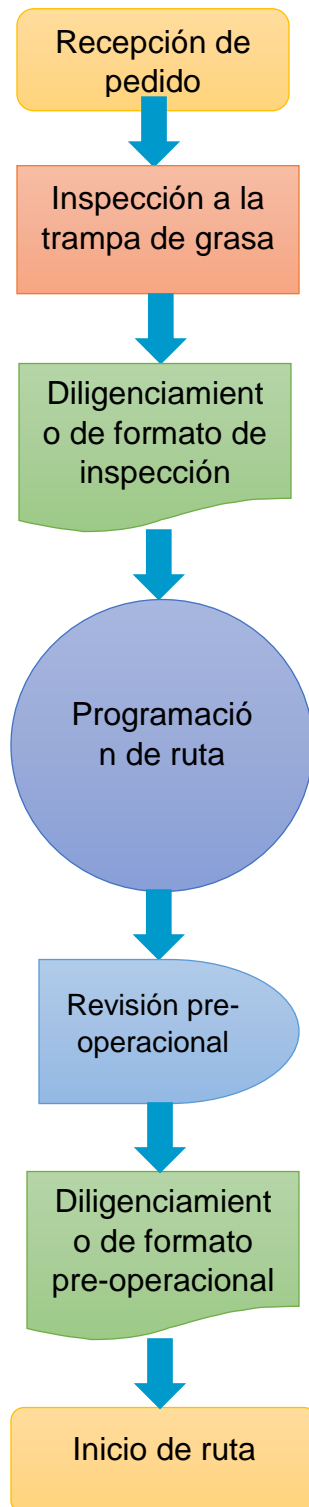 Recepción de
pedido
Inspección a la
trampa de grasa
Diligenciamient
o de formato de
inspección
Programació
n de ruta
Revisión pre-
operacional
Diligenciamient
o de formato
pre-operacional
Inicio de ruta